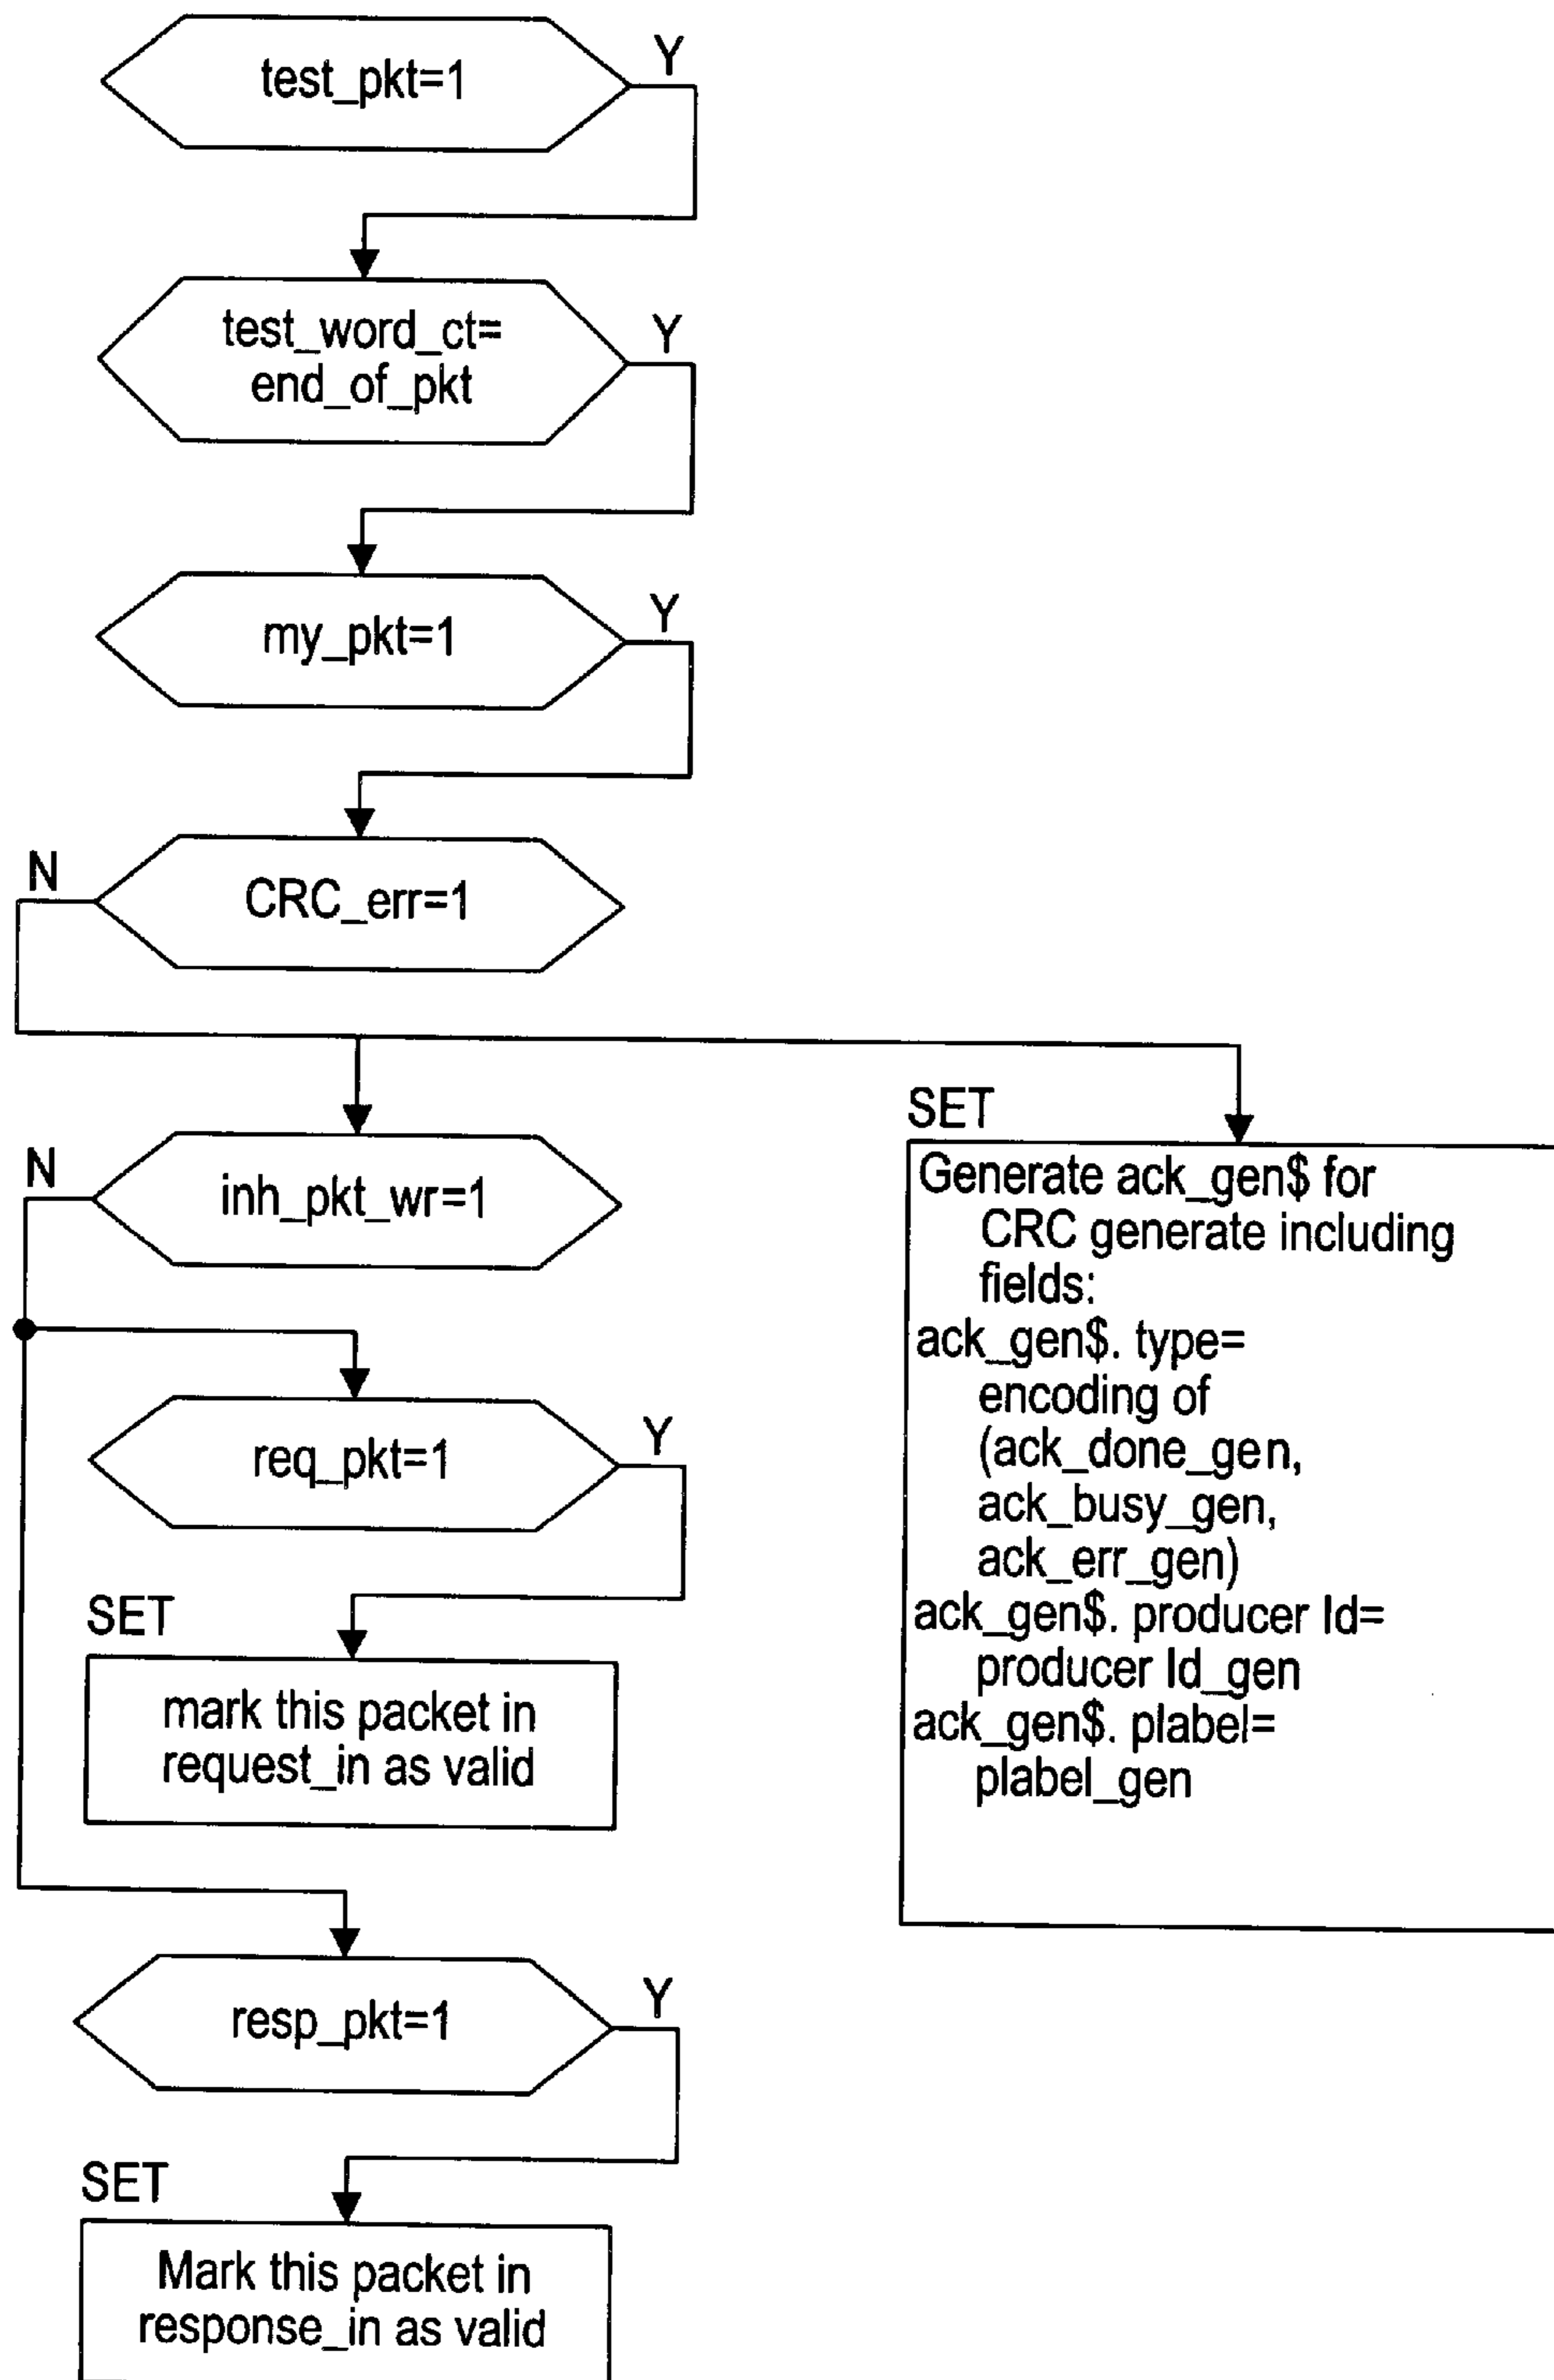 test_pkt=1
Y
test_word_ct=
end_of_pkt
Y
my_pkt=1
Y
CRC_err=1
N
inh_pkt_wr=1
N
req_pkt=1
Y
SET
mark this packet in
request_in as valid
resp_pkt=1
Y
SET
Mark this packet in
response_in as valid
SET
Generate ack_gen$ for
CRC generate including
fields:
ack_gen$. type=
encoding of
(ack_done_gen,
ack_busy_gen,
ack_err_gen)
ack_gen$. producer Id=
producer Id_gen
ack_gen$. plabel=
plabel_gen